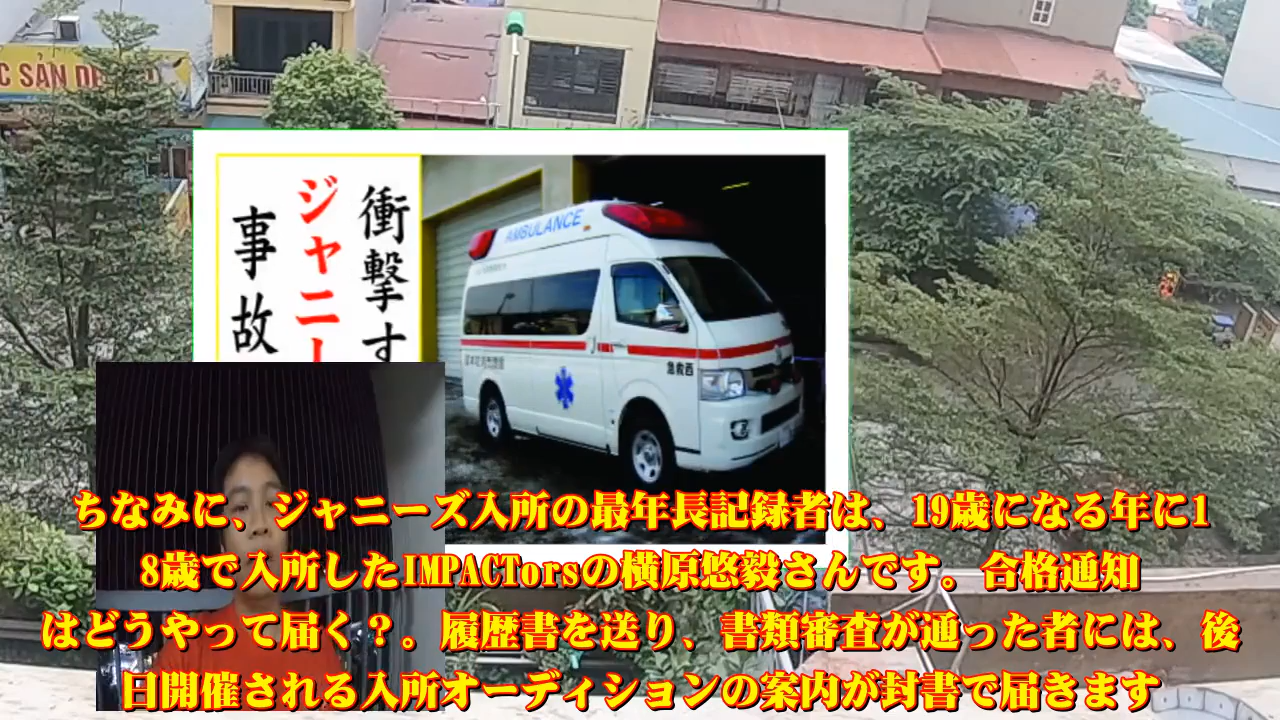 C SẢN
衝撃す
ジャニー
事故
AMBULANCE
急救西
ちなみに、ジャニーズ入所の最年長記録者は、19歳になる年に1
8歳で入所したIMPACTorsの横原悠毅さんです。合格通知
はどうやって届く？。履歴書を送り、書類審査が通った者には、後
日開催される入所オーディションの案内が封書で届きます